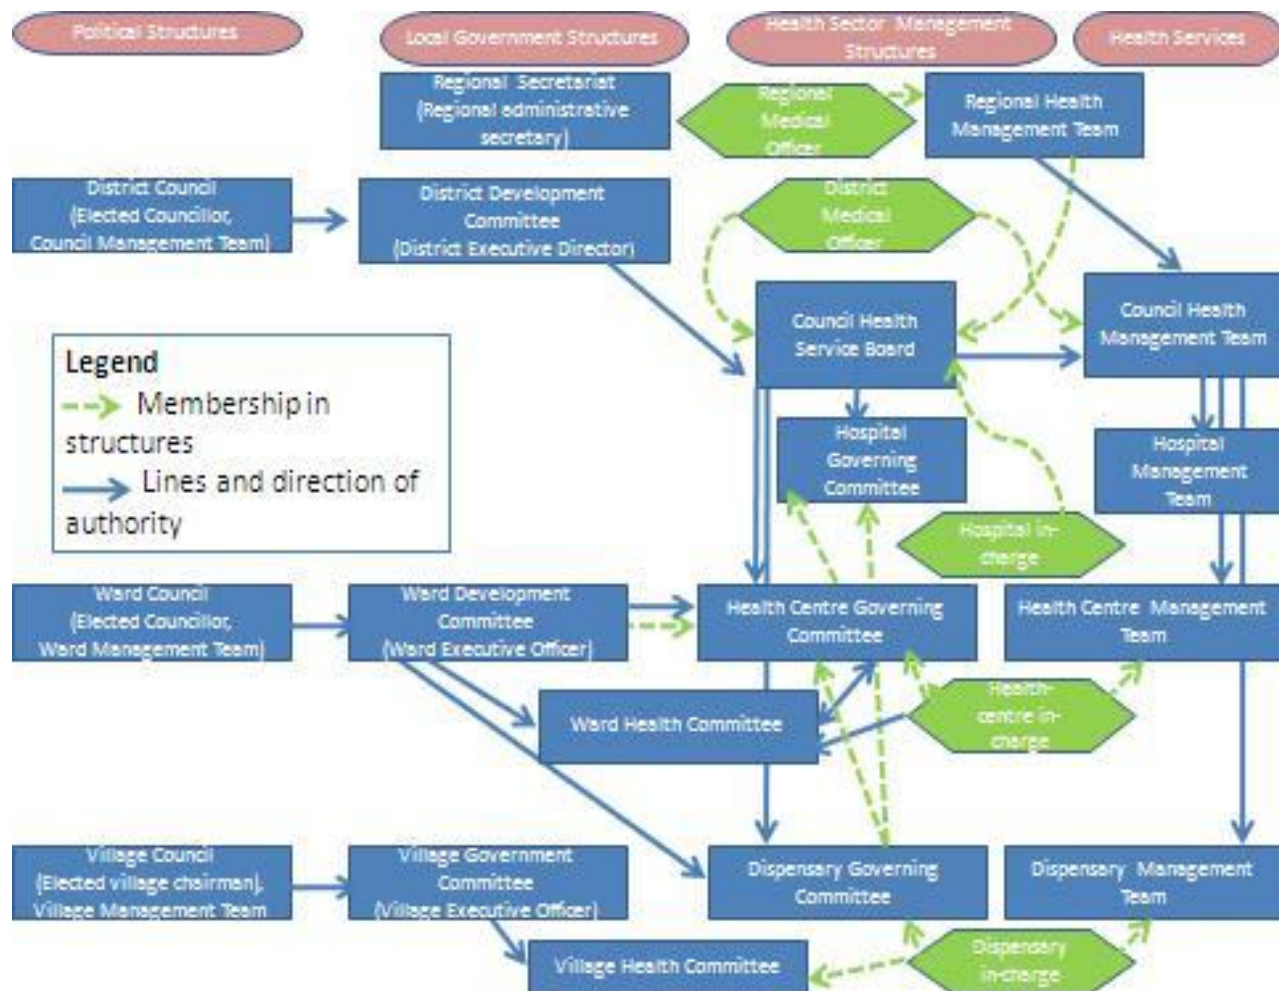 Political Structures
Local Government Structures
Health Sector Management
Structures
Health Services
Regional Secretariat
(Regional administrative
secretary)
Regional
Medical
Officer
Regional Health
Management Team
District Council
(Elected Councillor,
Council Management Team)
District Development
Committee
(District Executive Director)
District
Medical
Officer
Council Health
Service Board
Council Health
Management Team
Legend
Membership in
structures
Lines and direction of
authority
Hospital
Governing
Committee
Hospital
Management
Team
Hospital in-
charge
Ward Council
(Elected Councillor,
Ward Management Team)
Ward Development
Committee
(Ward Executive Officer)
Health Centre Governing
Committee
Health Centre Management
Team
Ward Health Committee
Health-
centre in-
charge
Village Council
(Elected village chairman),
Village Management Team
Village Government
Committee
(Village Executive Officer)
Dispensary Governing
Committee
Dispensary Management
Team
Village Health Committee
Dispensary
in-charge